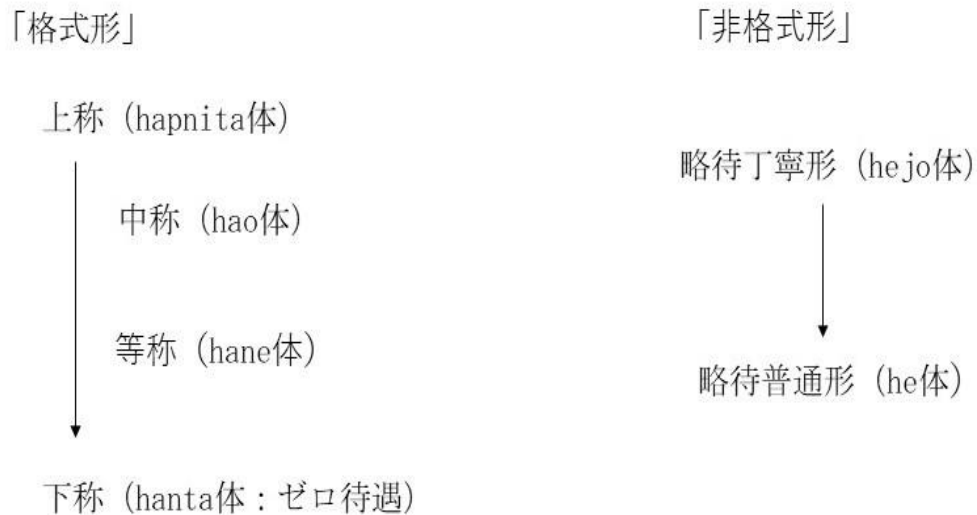 「格式形」
上称 (hapnita体)
中称 (hao体)
等称 (hane体)
下称 (hanta体：ゼロ待遇)
「非格式形」
略待丁寧形 (hejo体)
略待普通形 (he体)